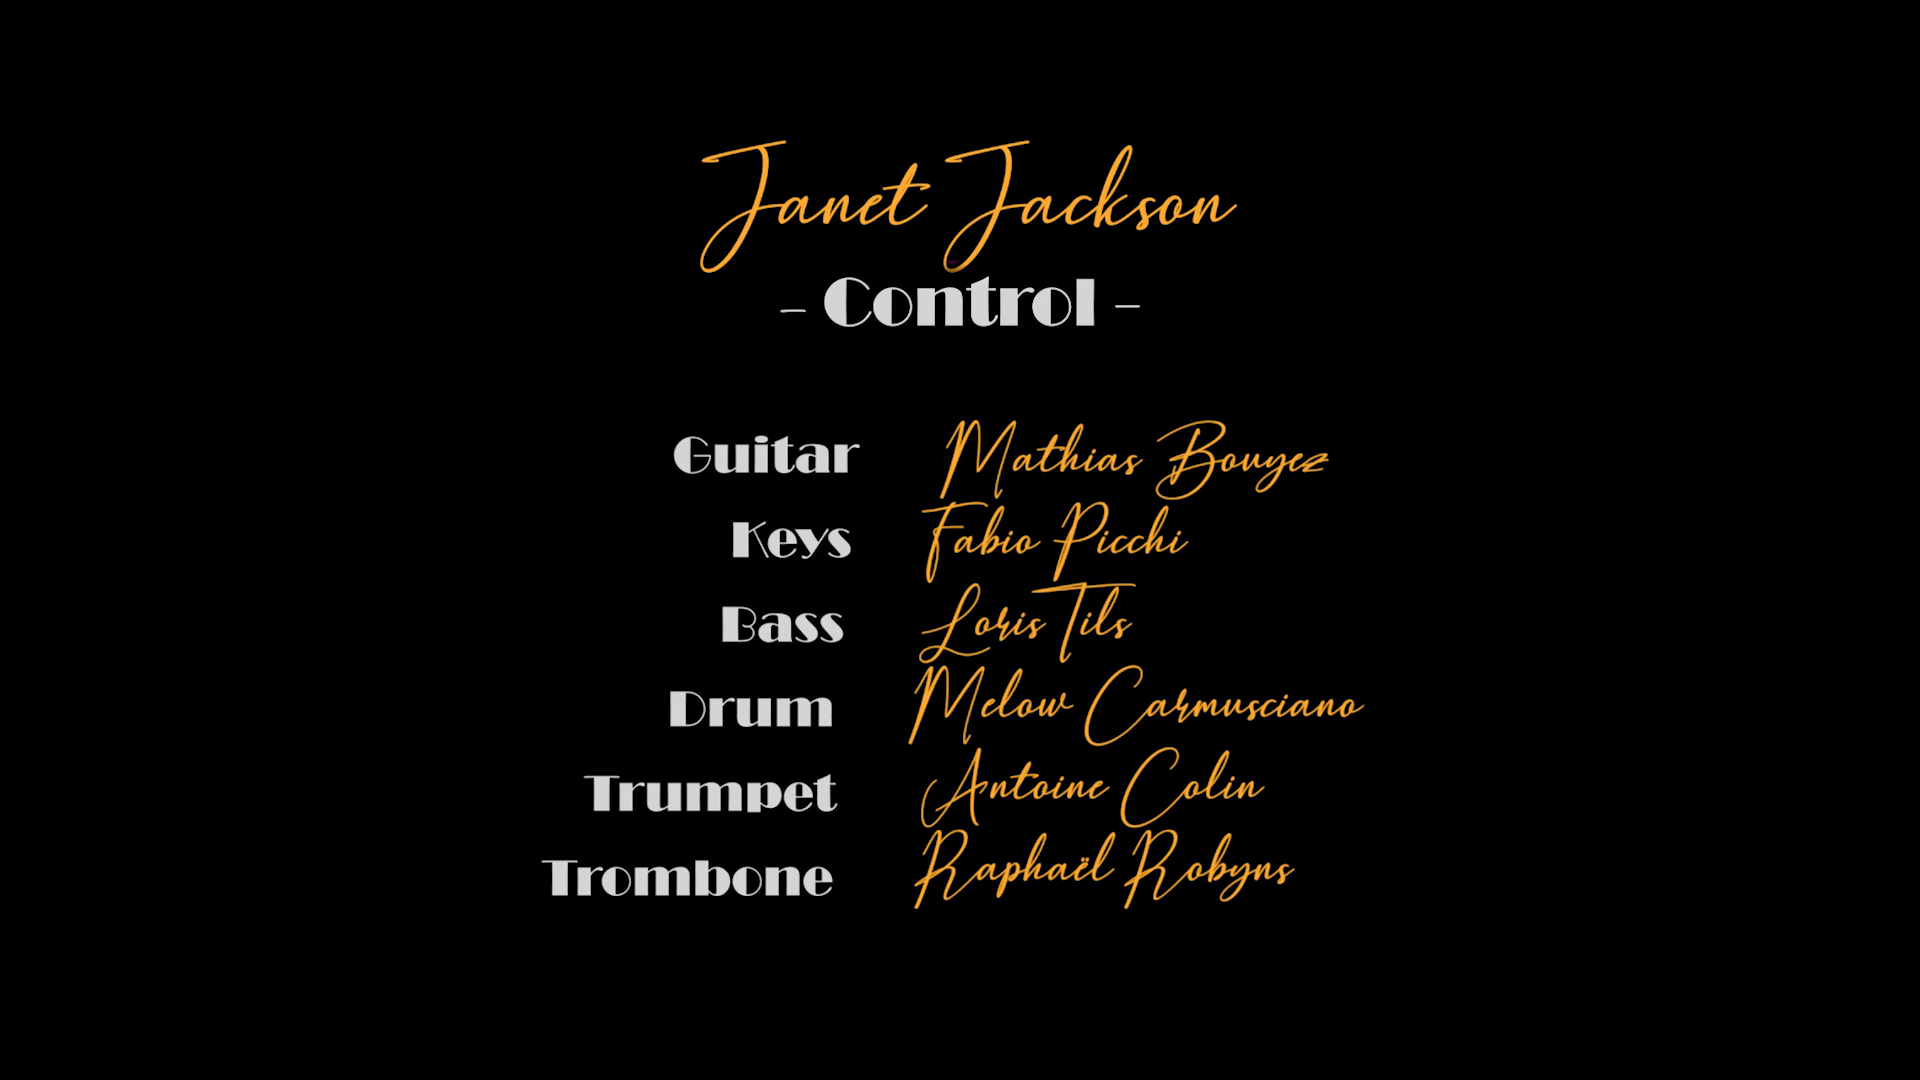 Janet Jackson
- Control -
Guitar Mathias Bouyez
Keys Fabio Picchi
Bass Loris Tils
Drum Melow Carmusciano
Trumpet Antoine Colin
Trombone Raphaël Robyns